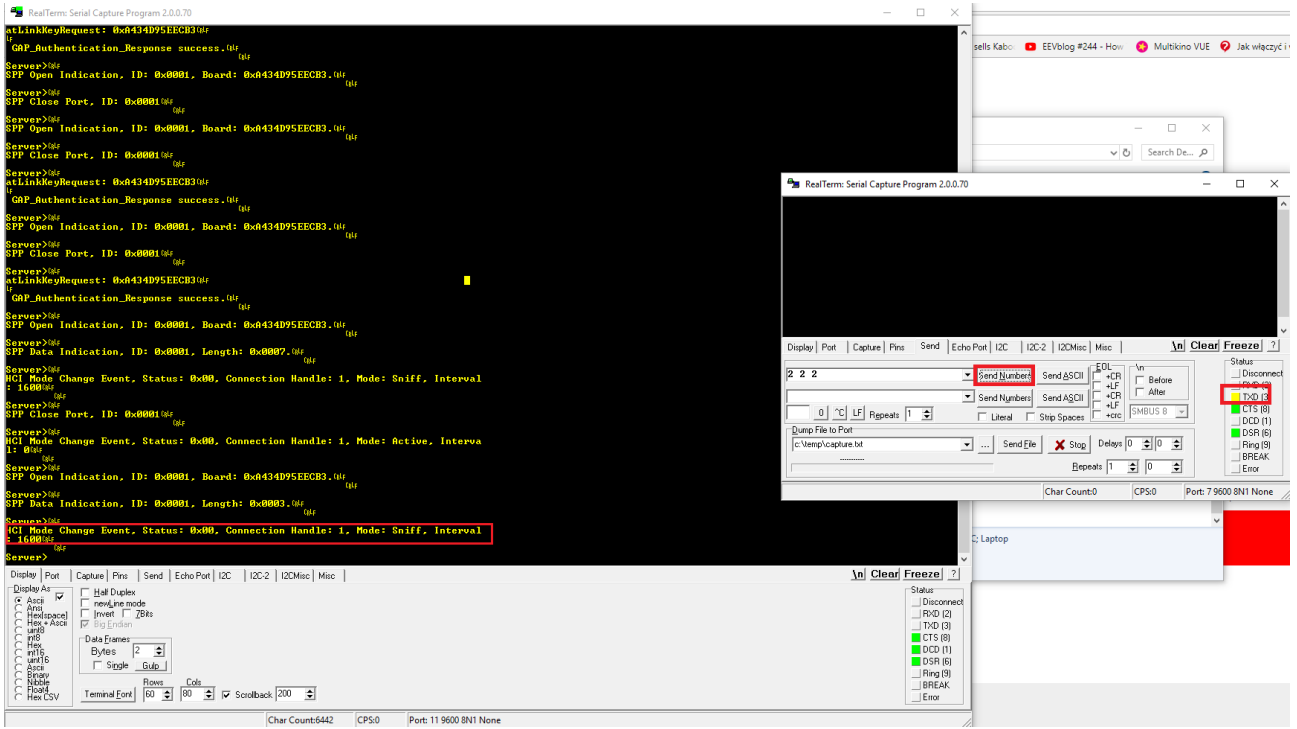 RealTerm: Serial Capture Program 2.0.0.70
atLinkKeyRequest: 0xA434D95EECB3
GAP_Authentication_Response success.
Server>
SPP Open Indication, ID: 0x0001, Board: 0xA434D95EECB3.
Server>
SPP Close Port, ID: 0x0001
Server>
SPP Open Indication, ID: 0x0001, Board: 0xA434D95EECB3.
Server>
SPP Close Port, ID: 0x0001
Server>
atLinkKeyRequest: 0xA434D95EECB3
GAP_Authentication_Response success.
Server>
SPP Open Indication, ID: 0x0001, Board: 0xA434D95EECB3.
Server>
SPP Close Port, ID: 0x0001
Server>
atLinkKeyRequest: 0xA434D95EECB3
GAP_Authentication_Response success.
Server>
SPP Open Indication, ID: 0x0001, Board: 0xA434D95EECB3.
Server>
SPP Data Indication, ID: 0x0001, Length: 0x0007.
Server>
HCI Mode Change Event, Status: 0x00, Connection Handle: 1, Mode: Sniff, Interval
: 1600
Server>
SPP Close Port, ID: 0x0001
Server>
HCI Mode Change Event, Status: 0x00, Connection Handle: 1, Mode: Active, Interva
l: 0
Server>
SPP Open Indication, ID: 0x0001, Board: 0xA434D95EECB3.
Server>
SPP Data Indication, ID: 0x0001, Length: 0x0003.
Server>
HCI Mode Change Event, Status: 0x00, Connection Handle: 1, Mode: Sniff, Interval
: 1600
Server>
Display Port Capture Pins Send Echo Port I2C I2C-2 I2CMisc Misc \n Clear Freeze ?
Display As
Ascii
Ansi
Hex[space]
Hex + Ascii
uint8
int8
Hex
int16
uint16
Ascii
Binary
Nibble
Float4
Hex CSV
Half Duplex
newLine mode
Invert 7Bits
Big Endian
Data Frames
Bytes 2
Single Gulp
Rows Cols
Terminal Font 60 80 Scrollback 200
Status
Disconnect
RXD (2)
TXD (3)
CTS (8)
DCD (1)
DSR (6)
Ring (9)
BREAK
Error
Char Count:6442 CPS:0 Port: 11 9600 8N1 None
sells Kabo EEVblog #244 - How Multikino VUE Jak włączyć i
Search De...
RealTerm: Serial Capture Program 2.0.0.70
Display Port Capture Pins Send Echo Port I2C I2C-2 I2CMisc Misc \n Clear Freeze ?
2 2 2 Send Numbers Send ASCII
Send Numbers Send ASCII
EOL
+CR
+LF
+CR
+LF
+crc
\n
Before
After
SMBUS 8
0 ^C LF Repeats 1 Literal Strip Spaces
Dump File to Port
c:\temp\capture.txt ... Send File Stop Delays 0 0
Repeats 1 0
Status
Disconnect
RXD (2)
TXD (3
CTS (8)
DCD (1)
DSR (6)
Ring (9)
BREAK
Error
Char Count:0 CPS:0 Port: 7 9600 8N1 None
C; Laptop